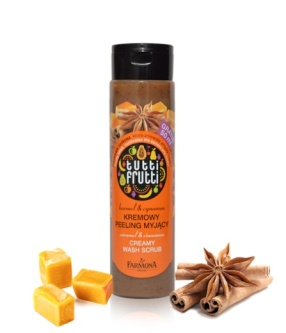 tutti
frutti
karmel & cynamon
KREMOWY
PEELING MYJĄCY
caramel & cinnamon
CREAMY
WASH SCRUB
FARMONA